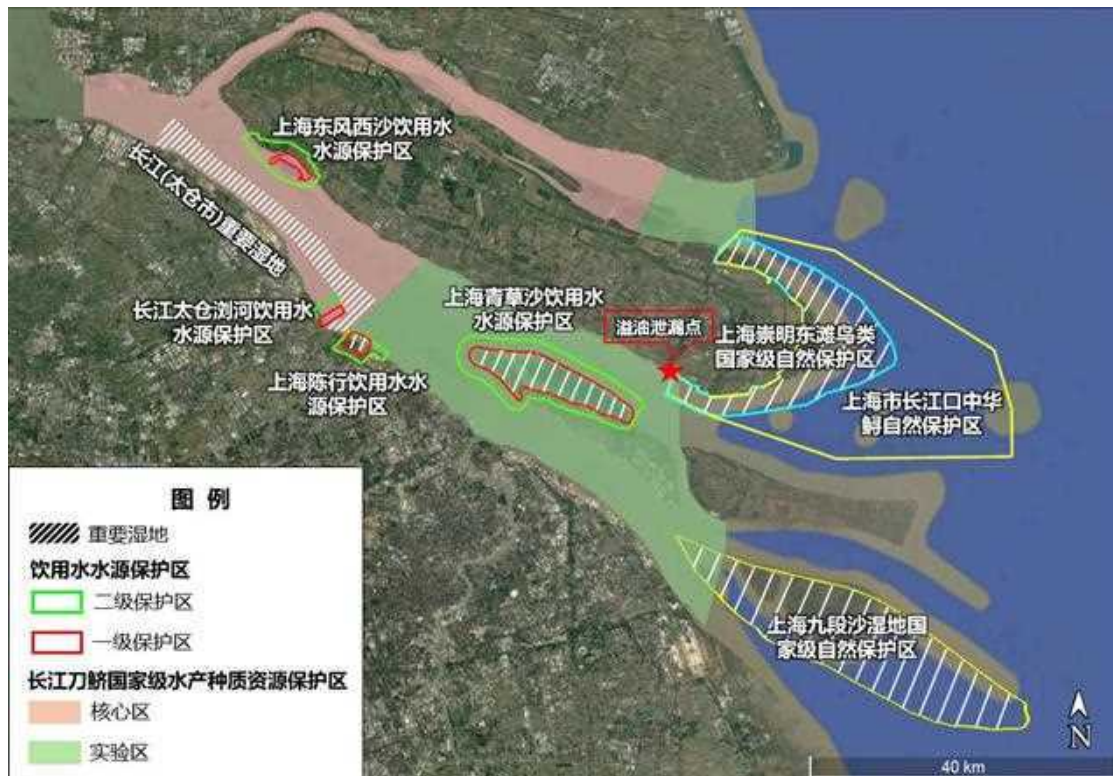 上海东风西沙饮用水
水源保护区
长江(太仓市)重要湿地
长江太仓浏河饮用水
水源保护区
上海青草沙饮用水
水源保护区
溢油泄漏点
上海崇明东滩鸟类
国家级自然保护区
上海陈行饮用水水
源保护区
上海市长江口中华
鲟自然保护区
上海九段沙湿地国
家级自然保护区
图 例
重要湿地
饮用水水源保护区
二级保护区
一级保护区
长江刀鲚国家级水产种质资源保护区
核心区
实验区
N
40 km